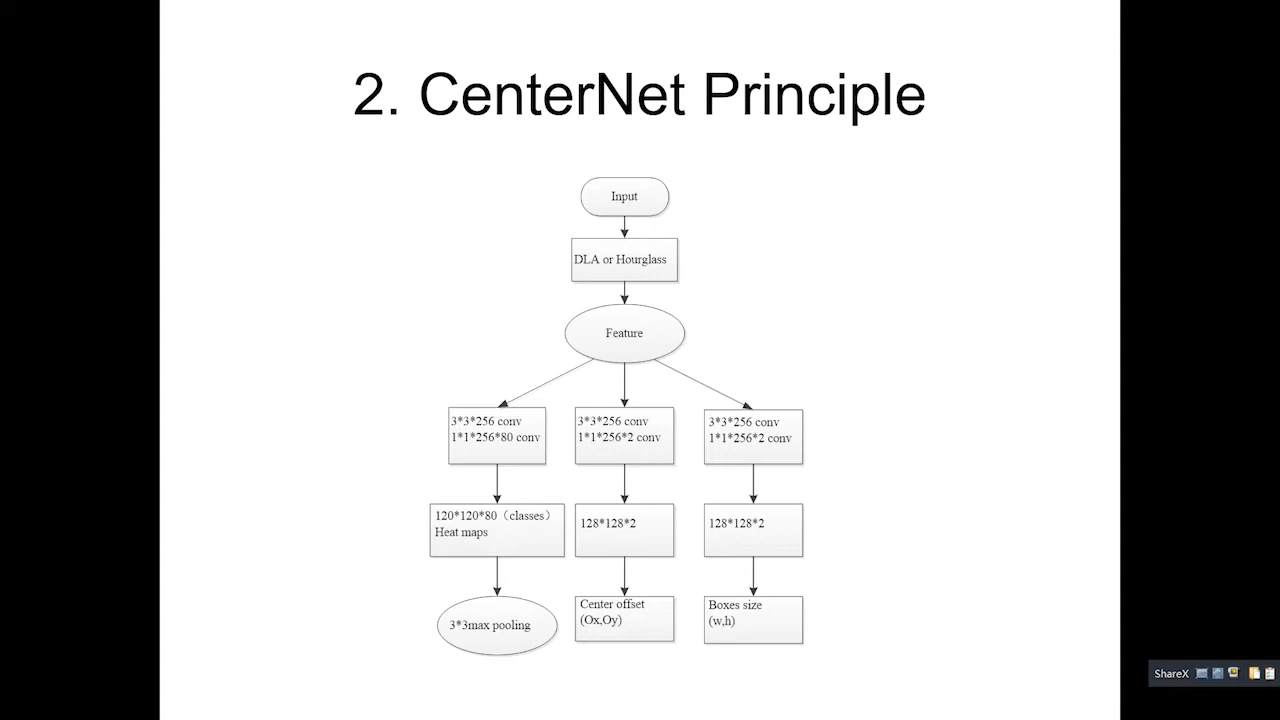 2. CenterNet Principle
Input
DLA or Hourglass
Feature
3*3*256 conv
1*1*256*80 conv
3*3*256 conv
1*1*256*2 conv
3*3*256 conv
1*1*256*2 conv
120*120*80（classes）
Heat maps
128*128*2
128*128*2
3*3max pooling
Center offset
(Ox,Oy)
Boxes size
(w,h)
ShareX